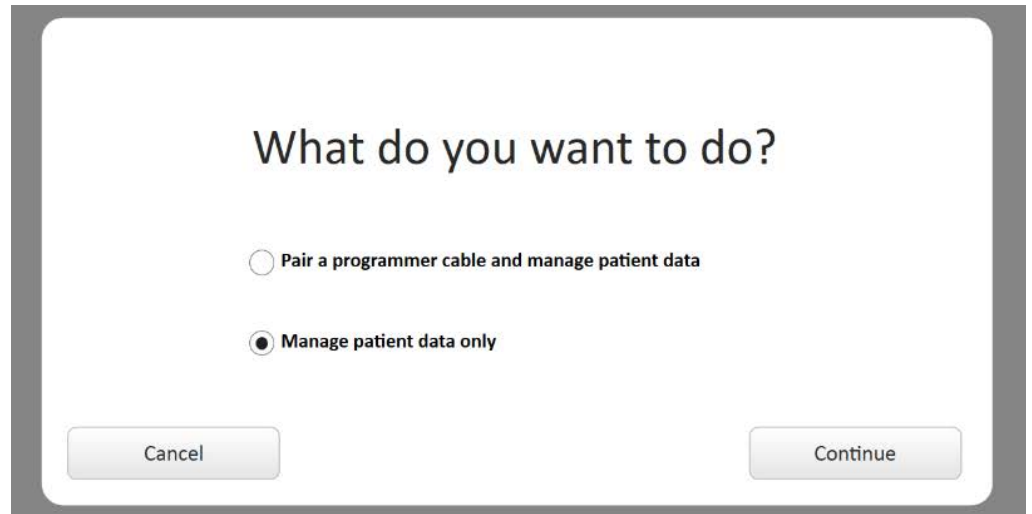 What do you want to do?
Pair a programmer cable and manage patient data
Manage patient data only
Cancel
Continue